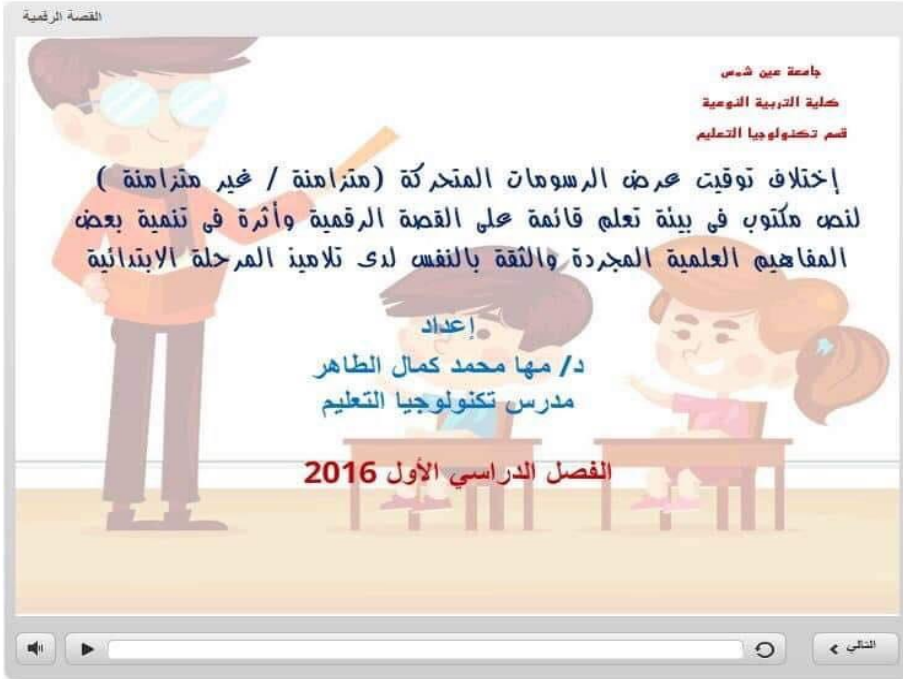 القصة الرقمية
جامعة عين شمس
كلية التربية النوعية
قسم تكنولوجيا التعليم
إختلاف توقيت عرض الرسومات المتحركة (متزامنة / غير متزامنة )
لنص مكتوب فى بيئة تعلم قائمة على القصة الرقمية وأثرة فى تنمية بعض
المفاهيم العلمية المجردة والثقة بالنفس لدى تلاميذ المرحلة الابتدائية
إعداد
د/ مها محمد كمال الطاهر
مدرس تكنولوجيا التعليم
الفصل الدراسي الأول 2016
التالي